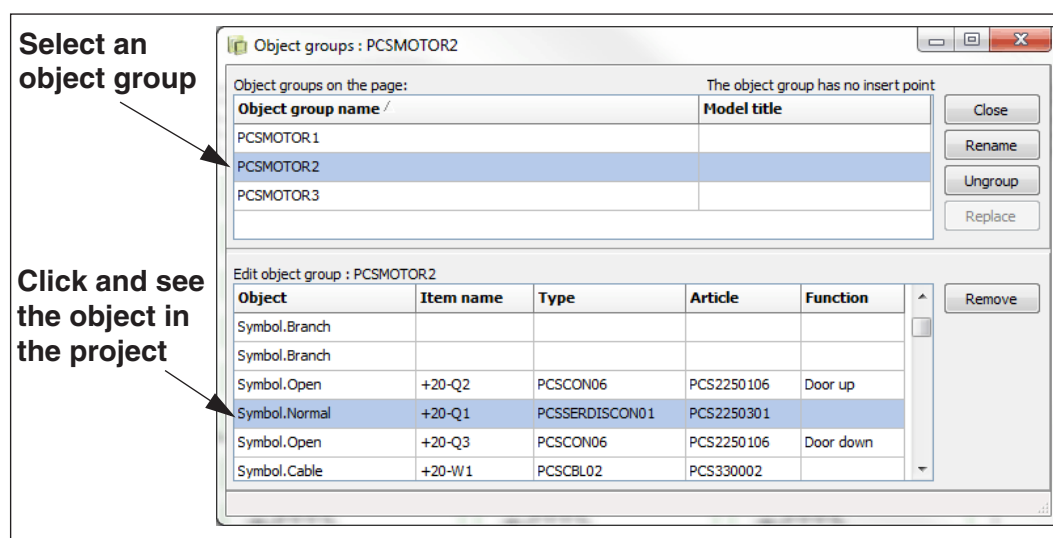 Select an
object group
Object groups : PCSMOTOR2
Object groups on the page: The object group has no insert point
Object group name / Model title
PCSMOTOR1
PCSMOTOR2
PCSMOTOR3
Close
Rename
Ungroup
Replace
Click and see
the object in
the project
Edit object group : PCSMOTOR2
Object Item name Type Article Function
Symbol.Branch
Symbol.Branch
Symbol.Open +20-Q2 PCSCON06 PCS2250106 Door up
Symbol.Normal +20-Q1 PCSSERDISCON01 PCS2250301
Symbol.Open +20-Q3 PCSCON06 PCS2250106 Door down
Symbol.Cable +20-W1 PCSCBL02 PCS330002
Remove